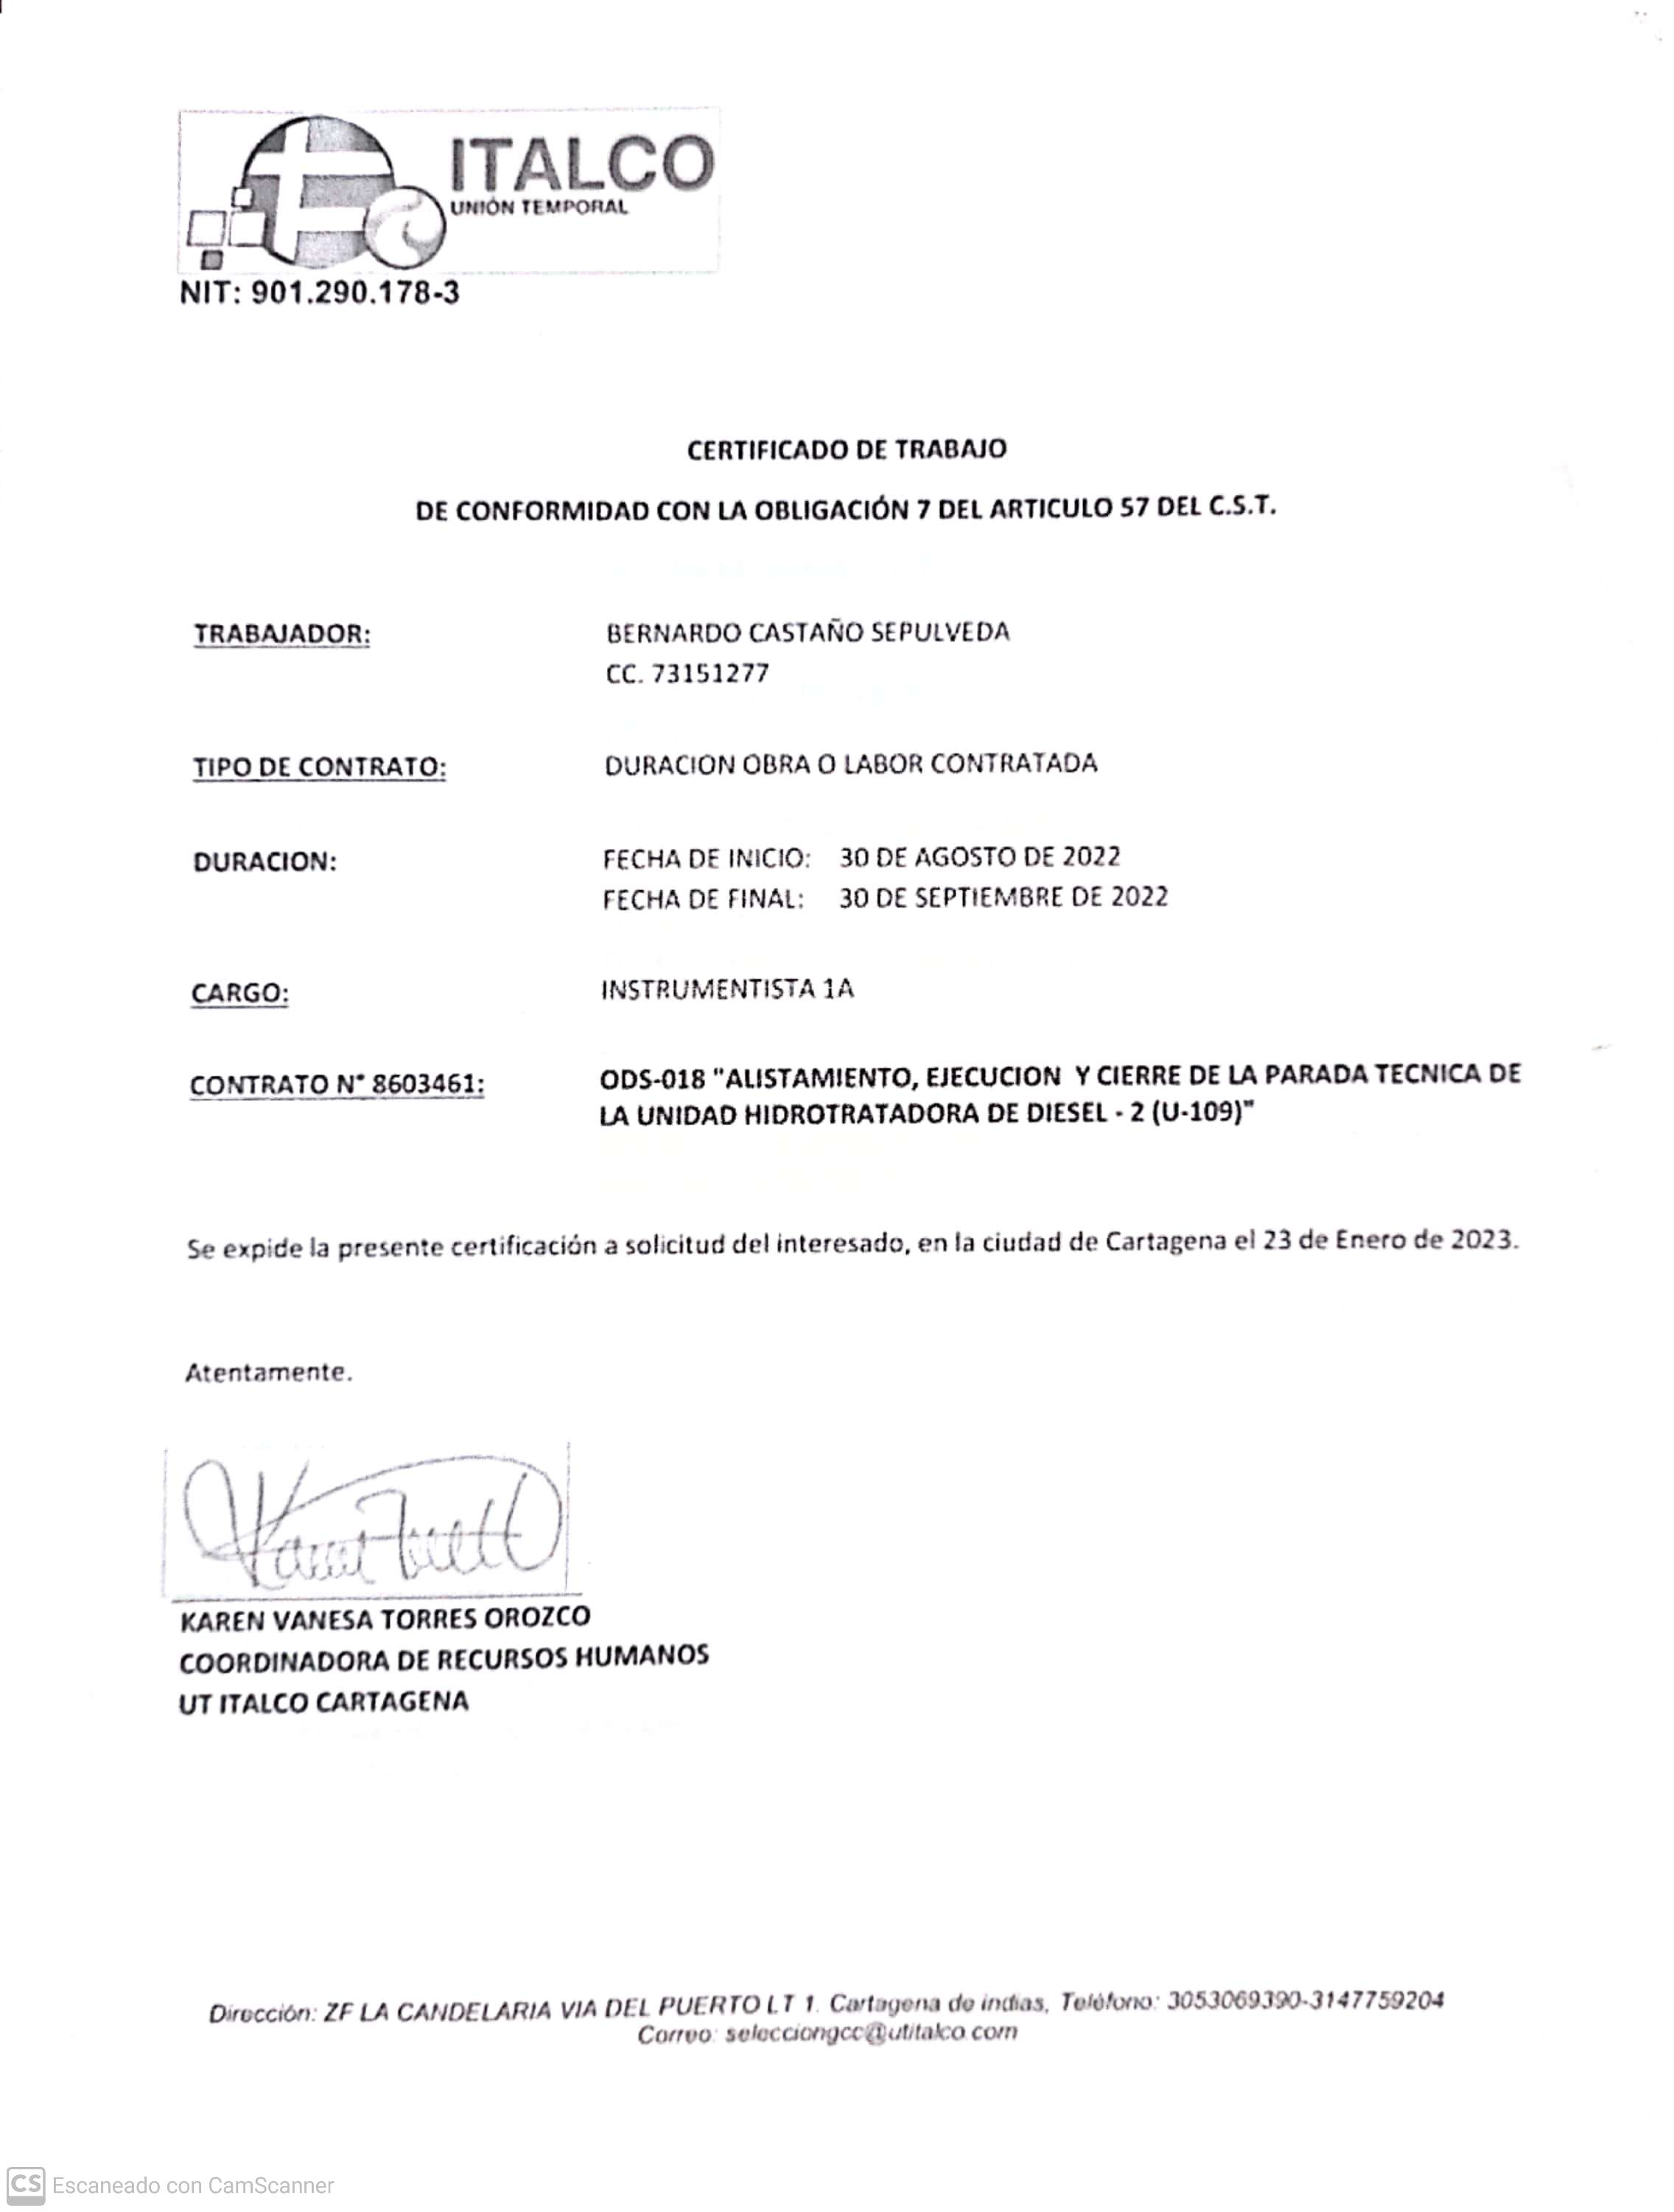 ITALCO
UNIÓN TEMPORAL
NIT: 901.290.178-3
CERTIFICADO DE TRABAJO
DE CONFORMIDAD CON LA OBLIGACIÓN 7 DEL ARTICULO 57 DEL C.S.T.
TRABAJADOR: BERNARDO CASTAÑO SEPULVEDA
CC. 73151277
TIPO DE CONTRATO: DURACION OBRA O LABOR CONTRATADA
DURACION: FECHA DE INICIO: 30 DE AGOSTO DE 2022
FECHA DE FINAL: 30 DE SEPTIEMBRE DE 2022
CARGO: INSTRUMENTISTA 1A
CONTRATO N° 8603461: ODS-018 "ALISTAMIENTO, EJECUCION Y CIERRE DE LA PARADA TECNICA DE
LA UNIDAD HIDROTRATADORA DE DIESEL - 2 (U-109)"
Se expide la presente certificación a solicitud del interesado, en la ciudad de Cartagena el 23 de Enero de 2023.
Atentamente.
KAREN VANESA TORRES OROZCO
COORDINADORA DE RECURSOS HUMANOS
UT ITALCO CARTAGENA
Dirección: ZF LA CANDELARIA VIA DEL PUERTO LT 1. Cartagena de indias, Teléfono: 3053069390-3147759204
Correo: selecciongcc@utitalco.com
CS Escaneado con CamScanner